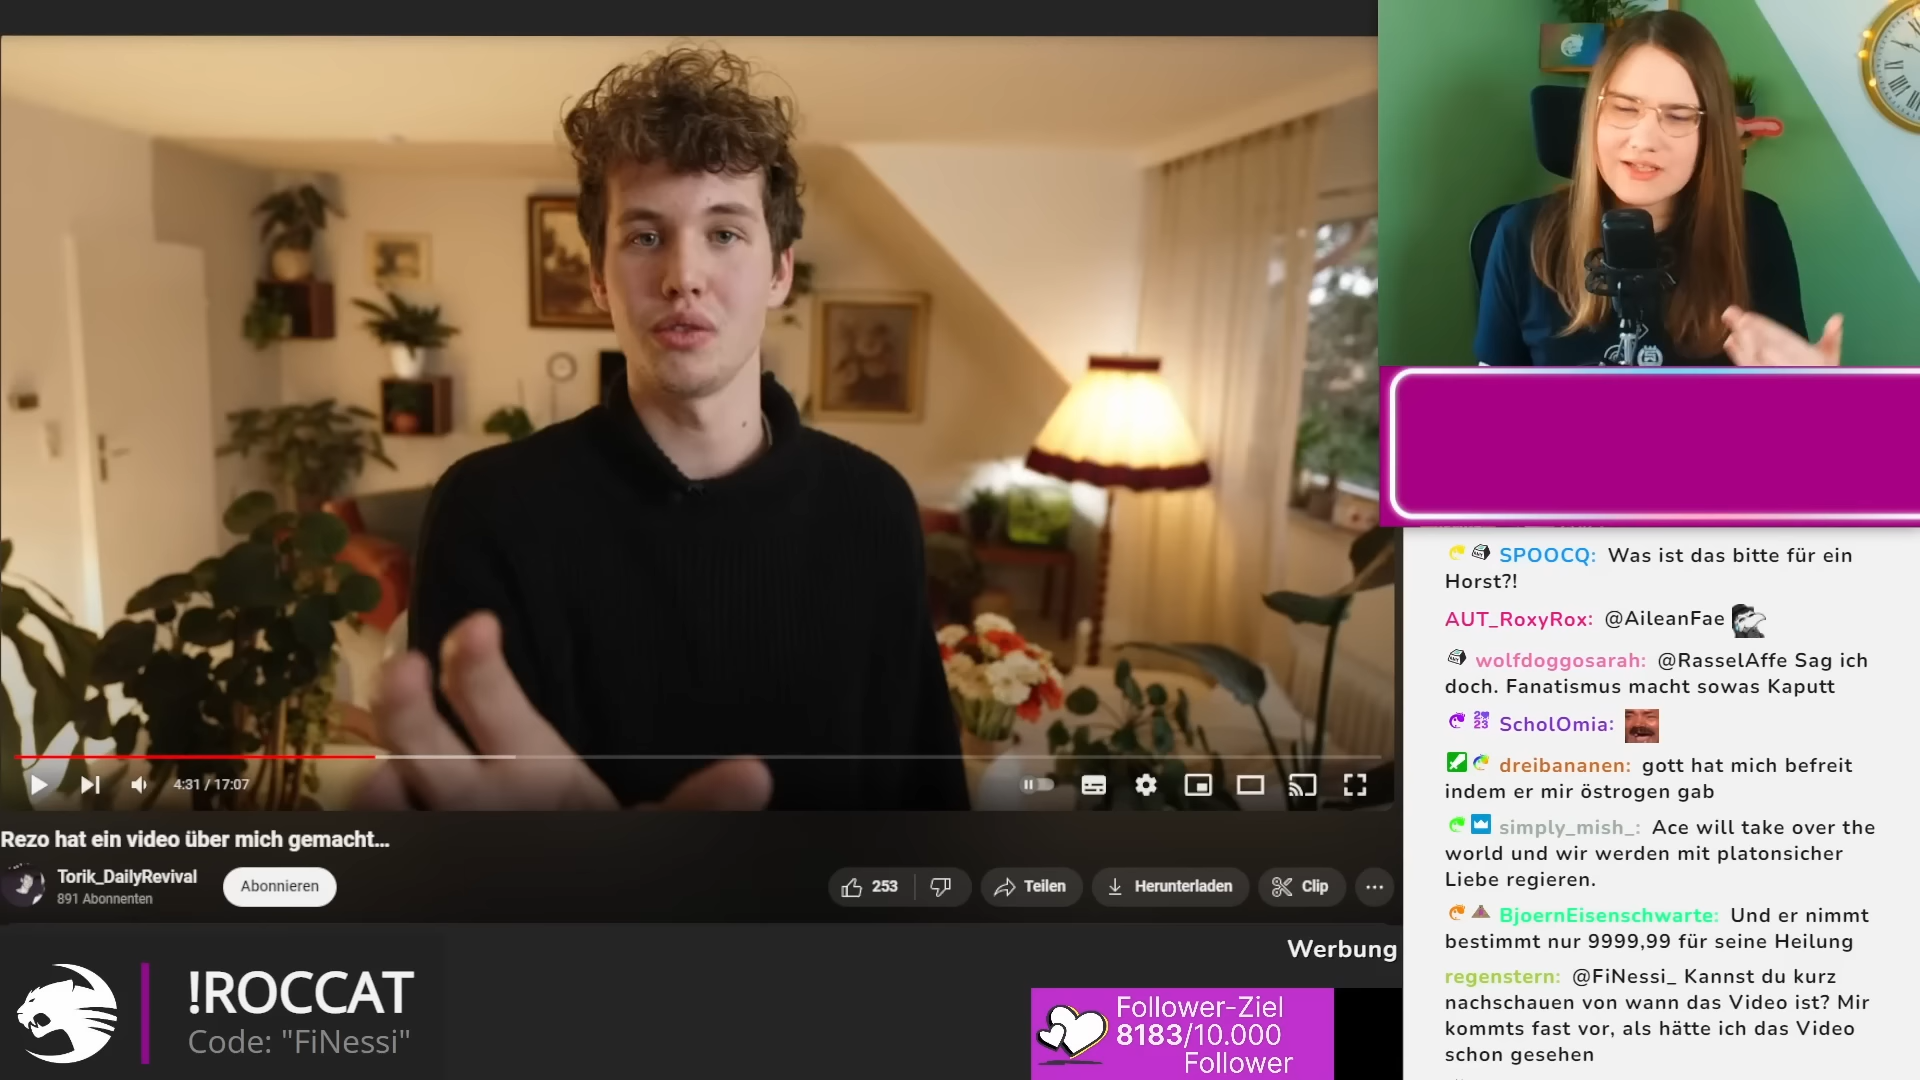 4:31 / 17:07
Rezo hat ein video über mich gemacht...
Torik_DailyRevival
891 Abonnenten
Abonnieren
253
Teilen
Herunterladen
Clip
Werbung
!ROCCAT
Code: "FiNessi"
Follower-Ziel
8183/10.000
Follower
SPOOCQ: Was ist das bitte für ein
Horst?!
AUT_RoxyRox: @AileanFae
wolfdoggosarah: @RasselAffe Sag ich
doch. Fanatismus macht sowas Kaputt
ScholOmia:
dreibananen: gott hat mich befreit
indem er mir östrogen gab
simply_mish_: Ace will take over the
world und wir werden mit platonsicher
Liebe regieren.
BjoernEisenschwarte: Und er nimmt
bestimmt nur 9999,99 für seine Heilung
regenstern: @FiNessi_ Kannst du kurz
nachschauen von wann das Video ist? Mir
kommts fast vor, als hätte ich das Video
schon gesehen